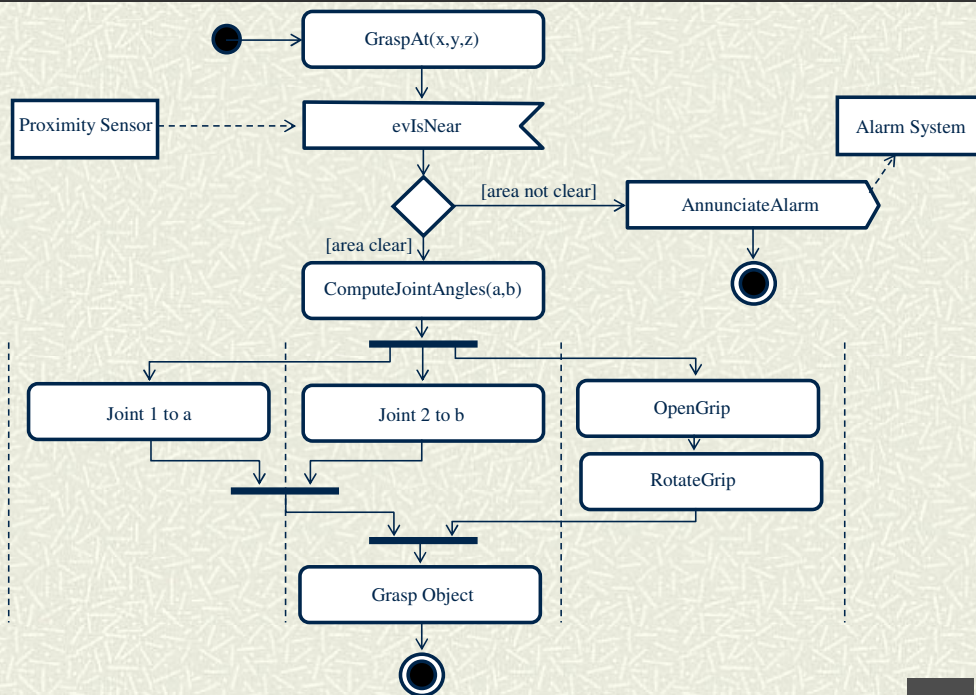 GraspAt(x,y,z)
Proximity Sensor
evIsNear
Alarm System
[area not clear]
AnnunciateAlarm
[area clear]
ComputeJointAngles(a,b)
Joint 1 to a
Joint 2 to b
OpenGrip
RotateGrip
Grasp Object